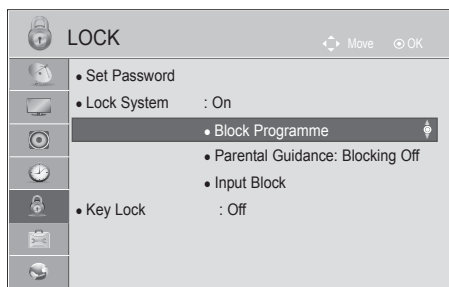 LOCK
Move OK
• Set Password
• Lock System : On
• Block Programme
• Parental Guidance: Blocking Off
• Input Block
• Key Lock : Off